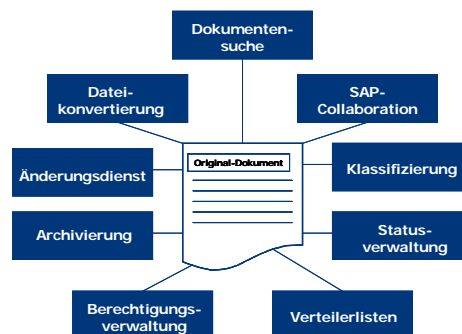 Dokumenten-
suche
Datei-
konvertierung
SAP-
Collaboration
Original-Dokument
Änderungsdienst
Klassifizierung
Archivierung
Status-
verwaltung
Berechtigungs-
verwaltung
Verteilerlisten